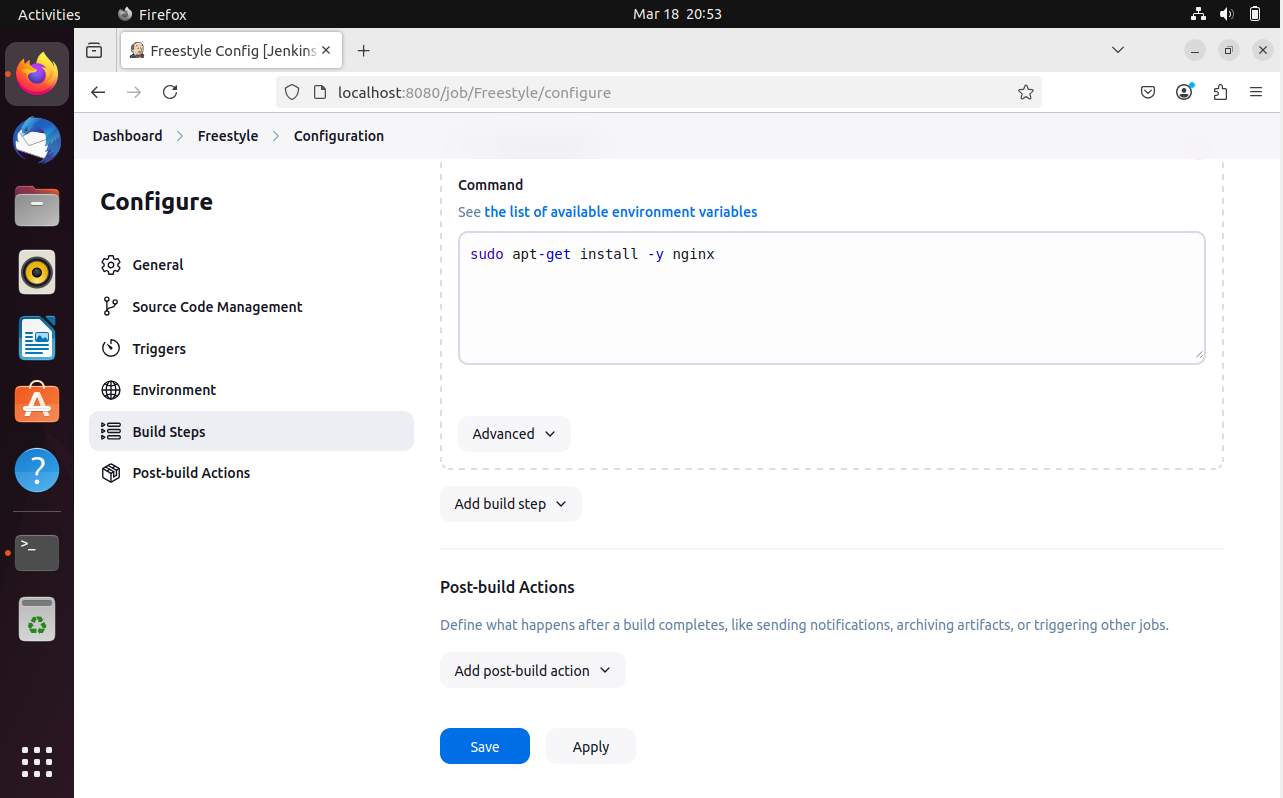 Activities
Firefox
Mar 18 20:53
Freestyle Config [Jenkins
localhost:8080/job/Freestyle/configure
Dashboard
Freestyle
Configuration
Configure
General
Source Code Management
Triggers
Environment
Build Steps
Post-build Actions
Command
See the list of available environment variables
sudo apt-get install -y nginx
Advanced
Add build step
Post-build Actions
Define what happens after a build completes, like sending notifications, archiving artifacts, or triggering other jobs.
Add post-build action
Save
Apply